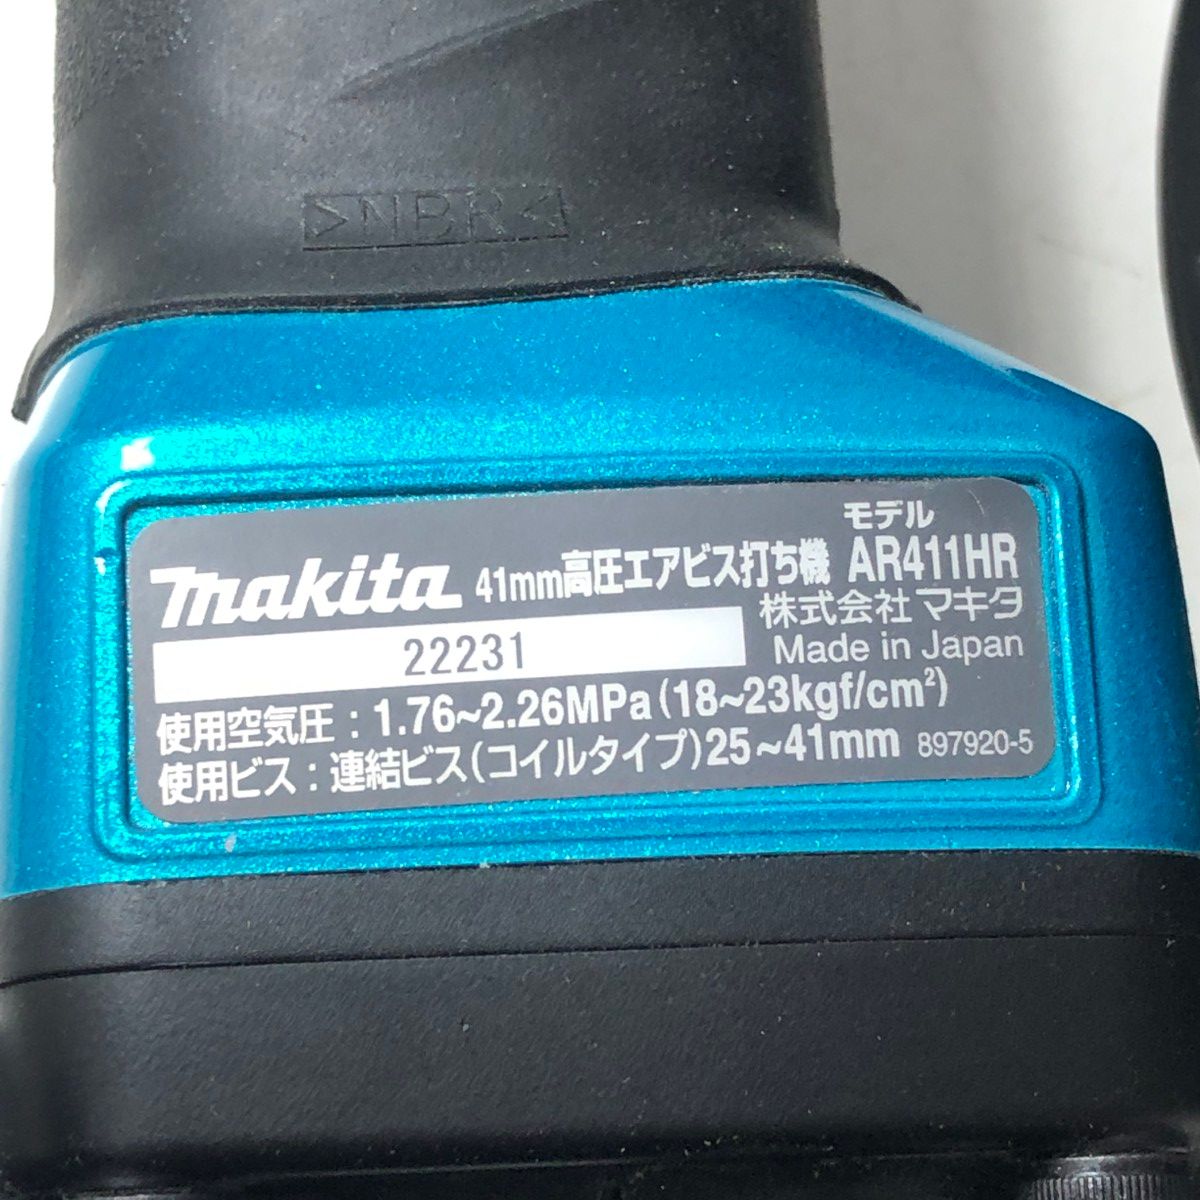 >NBR<
モデル
makita 41mm高圧エアビス打ち機 AR411HR
株式会社マキタ
22231
Made in Japan
使用空気圧：1.76~2.26MPa(18~23kgf/cm²)
使用ビス：連結ビス(コイルタイプ)25~41mm 897920-5